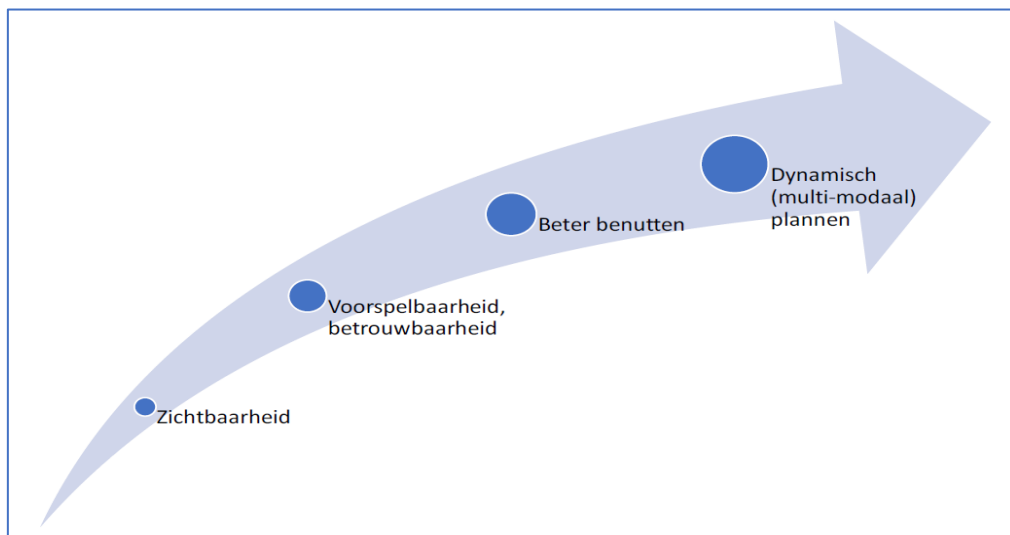 Dynamisch
(multi-modaal)
plannen
Beter benutten
Voorspelbaarheid,
betrouwbaarheid
Zichtbaarheid